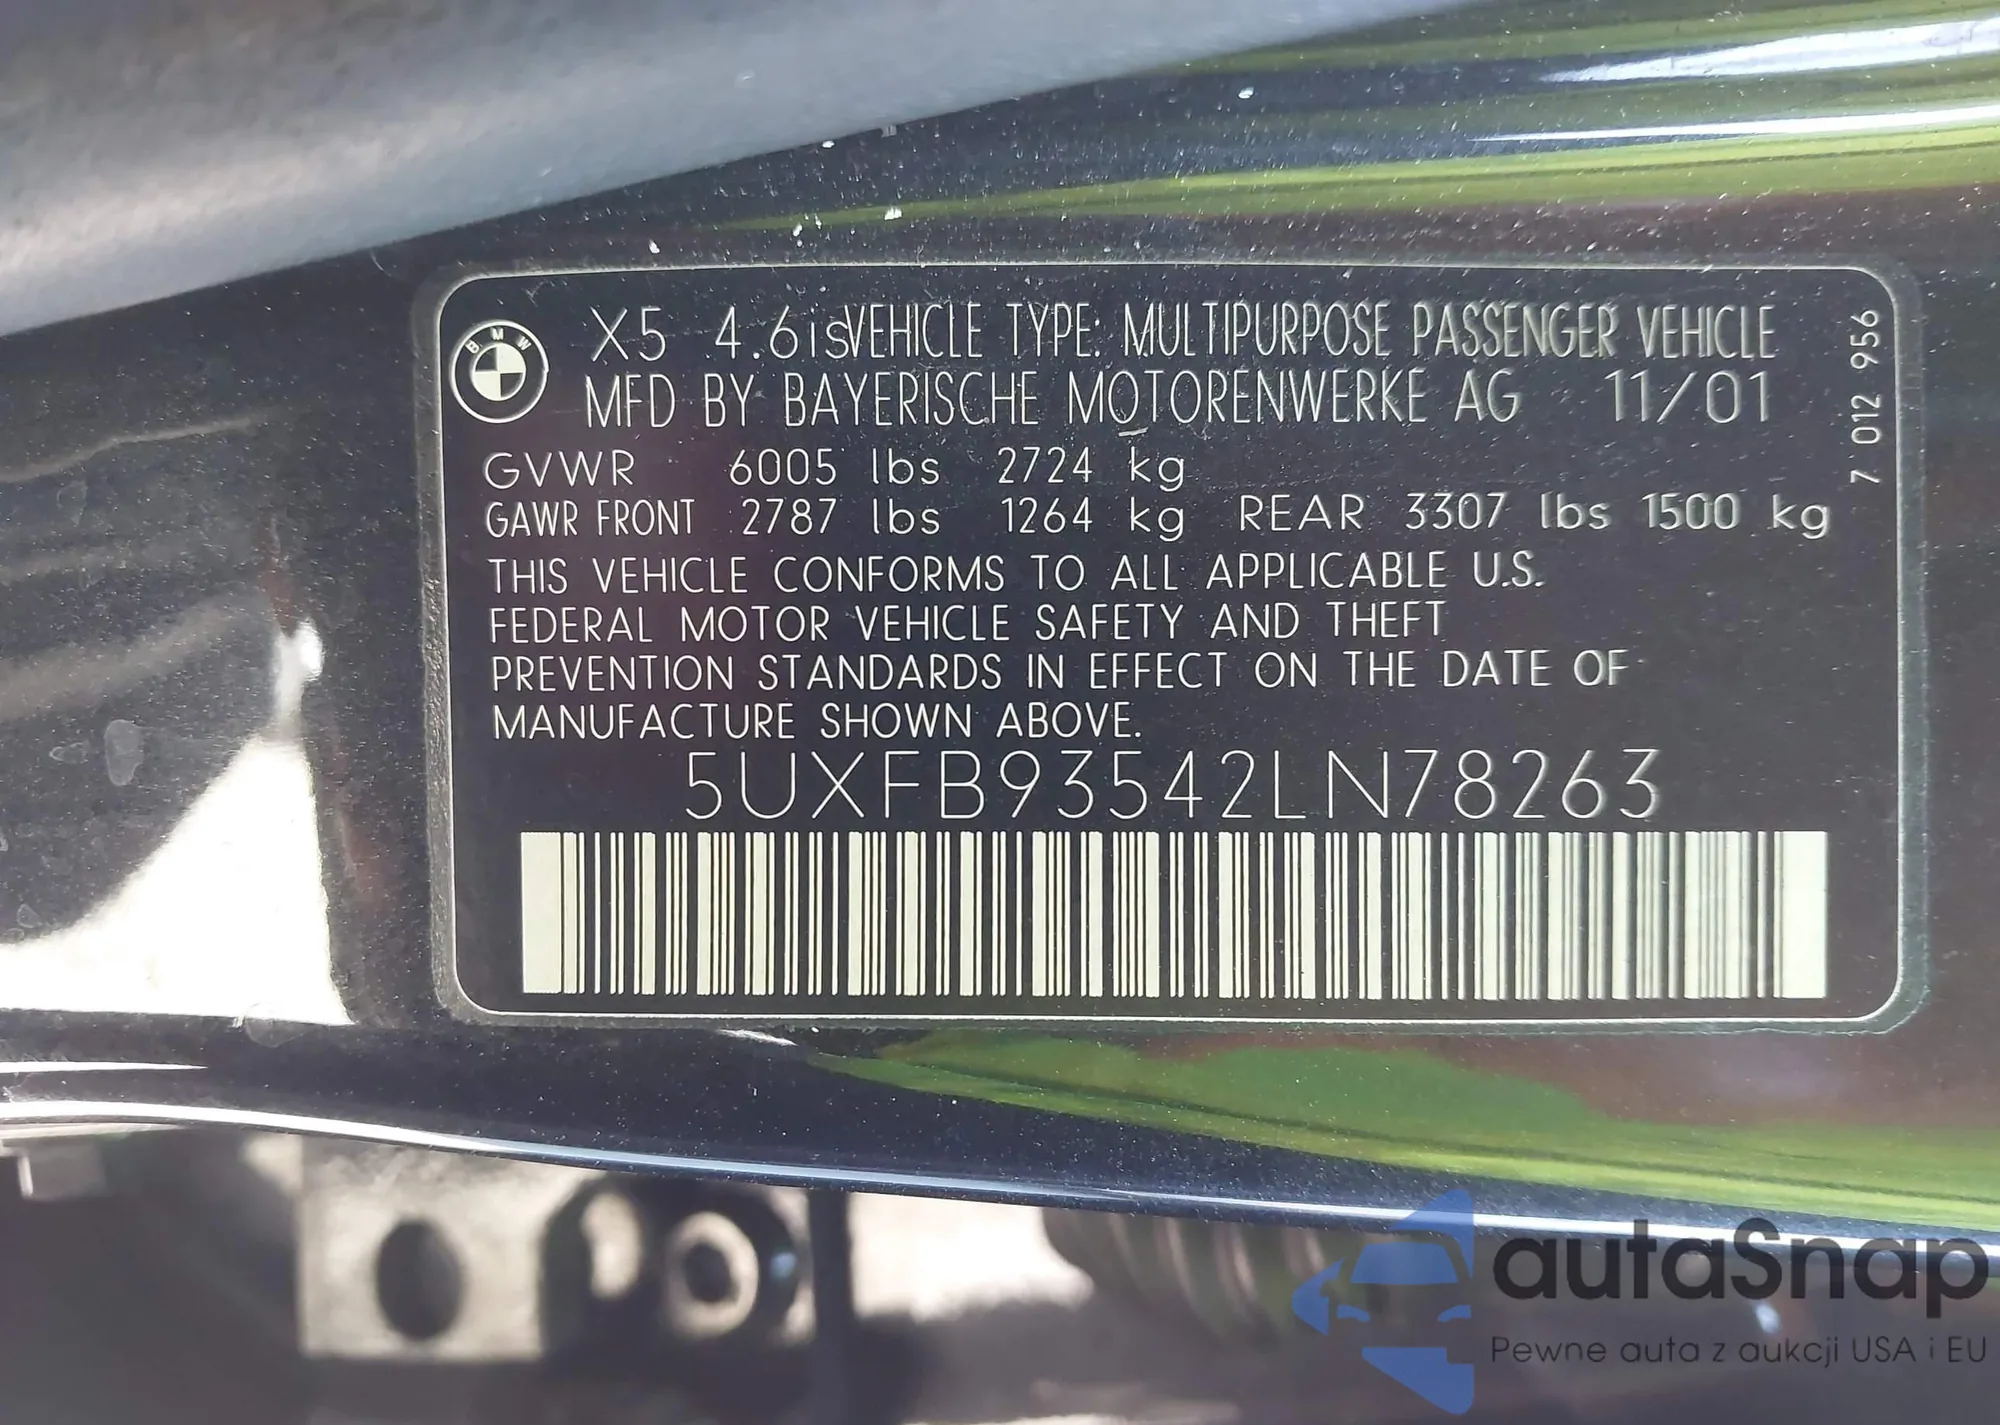 BMW
X5 4.6is VEHICLE TYPE: MULTIPURPOSE PASSENGER VEHICLE
MFD BY BAYERISCHE MOTORENWERKE AG 11/01
GVWR 6005 lbs 2724 kg
GAWR FRONT 2787 lbs 1264 kg REAR 3307 lbs 1500 kg
THIS VEHICLE CONFORMS TO ALL APPLICABLE U.S.
FEDERAL MOTOR VEHICLE SAFETY AND THEFT
PREVENTION STANDARDS IN EFFECT ON THE DATE OF
MANUFACTURE SHOWN ABOVE.
5UXFB93542LN78263
7 012 956
autaSnap
Pewne auta z aukcji USA i EU